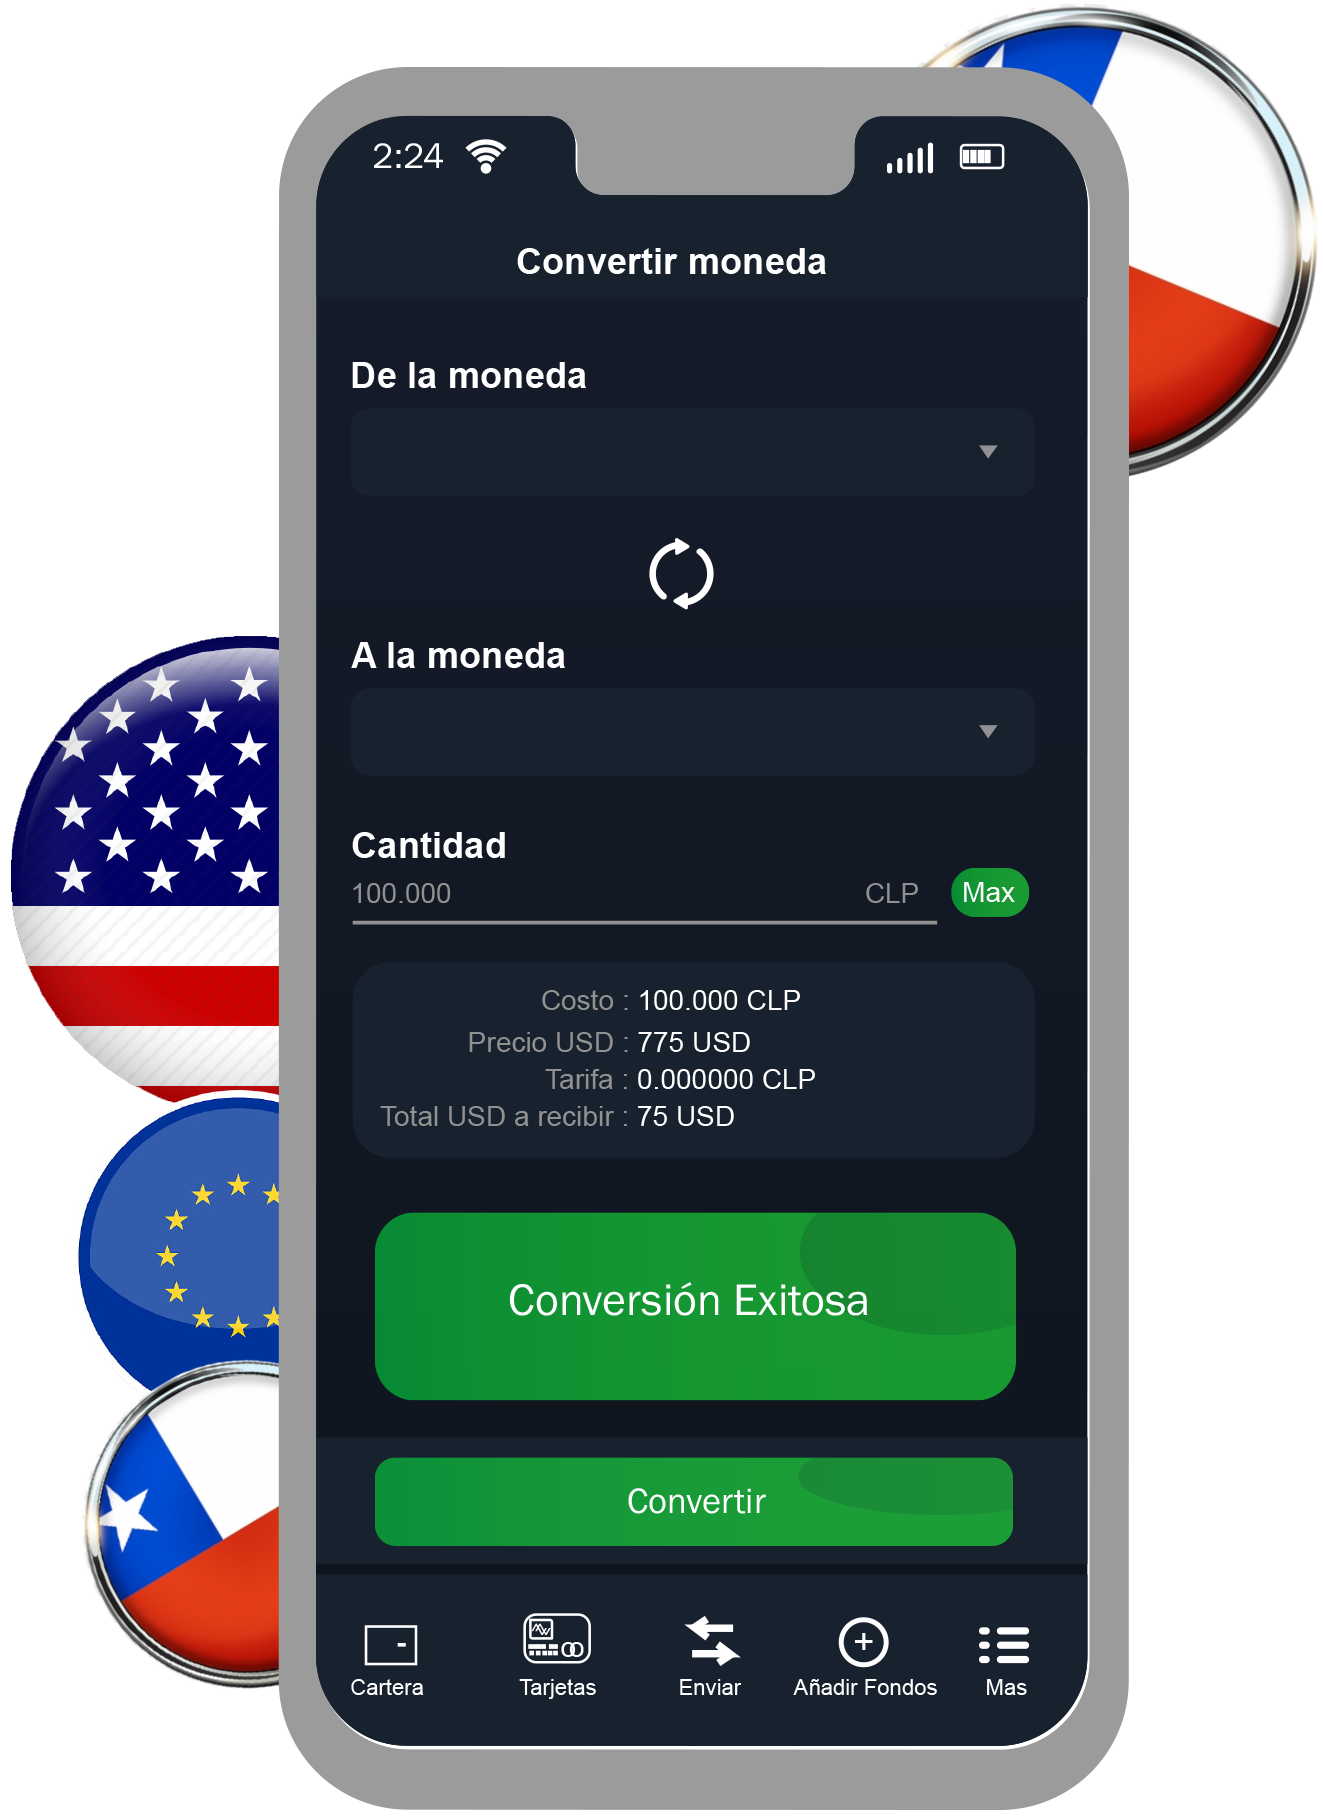 2:24
Convertir moneda
De la moneda
A la moneda
Cantidad
100.000 CLP Max
Costo : 100.000 CLP
Precio USD : 775 USD
Tarifa : 0.000000 CLP
Total USD a recibir : 75 USD
Conversión Exitosa
Convertir
Cartera Tarjetas Enviar Añadir Fondos Mas